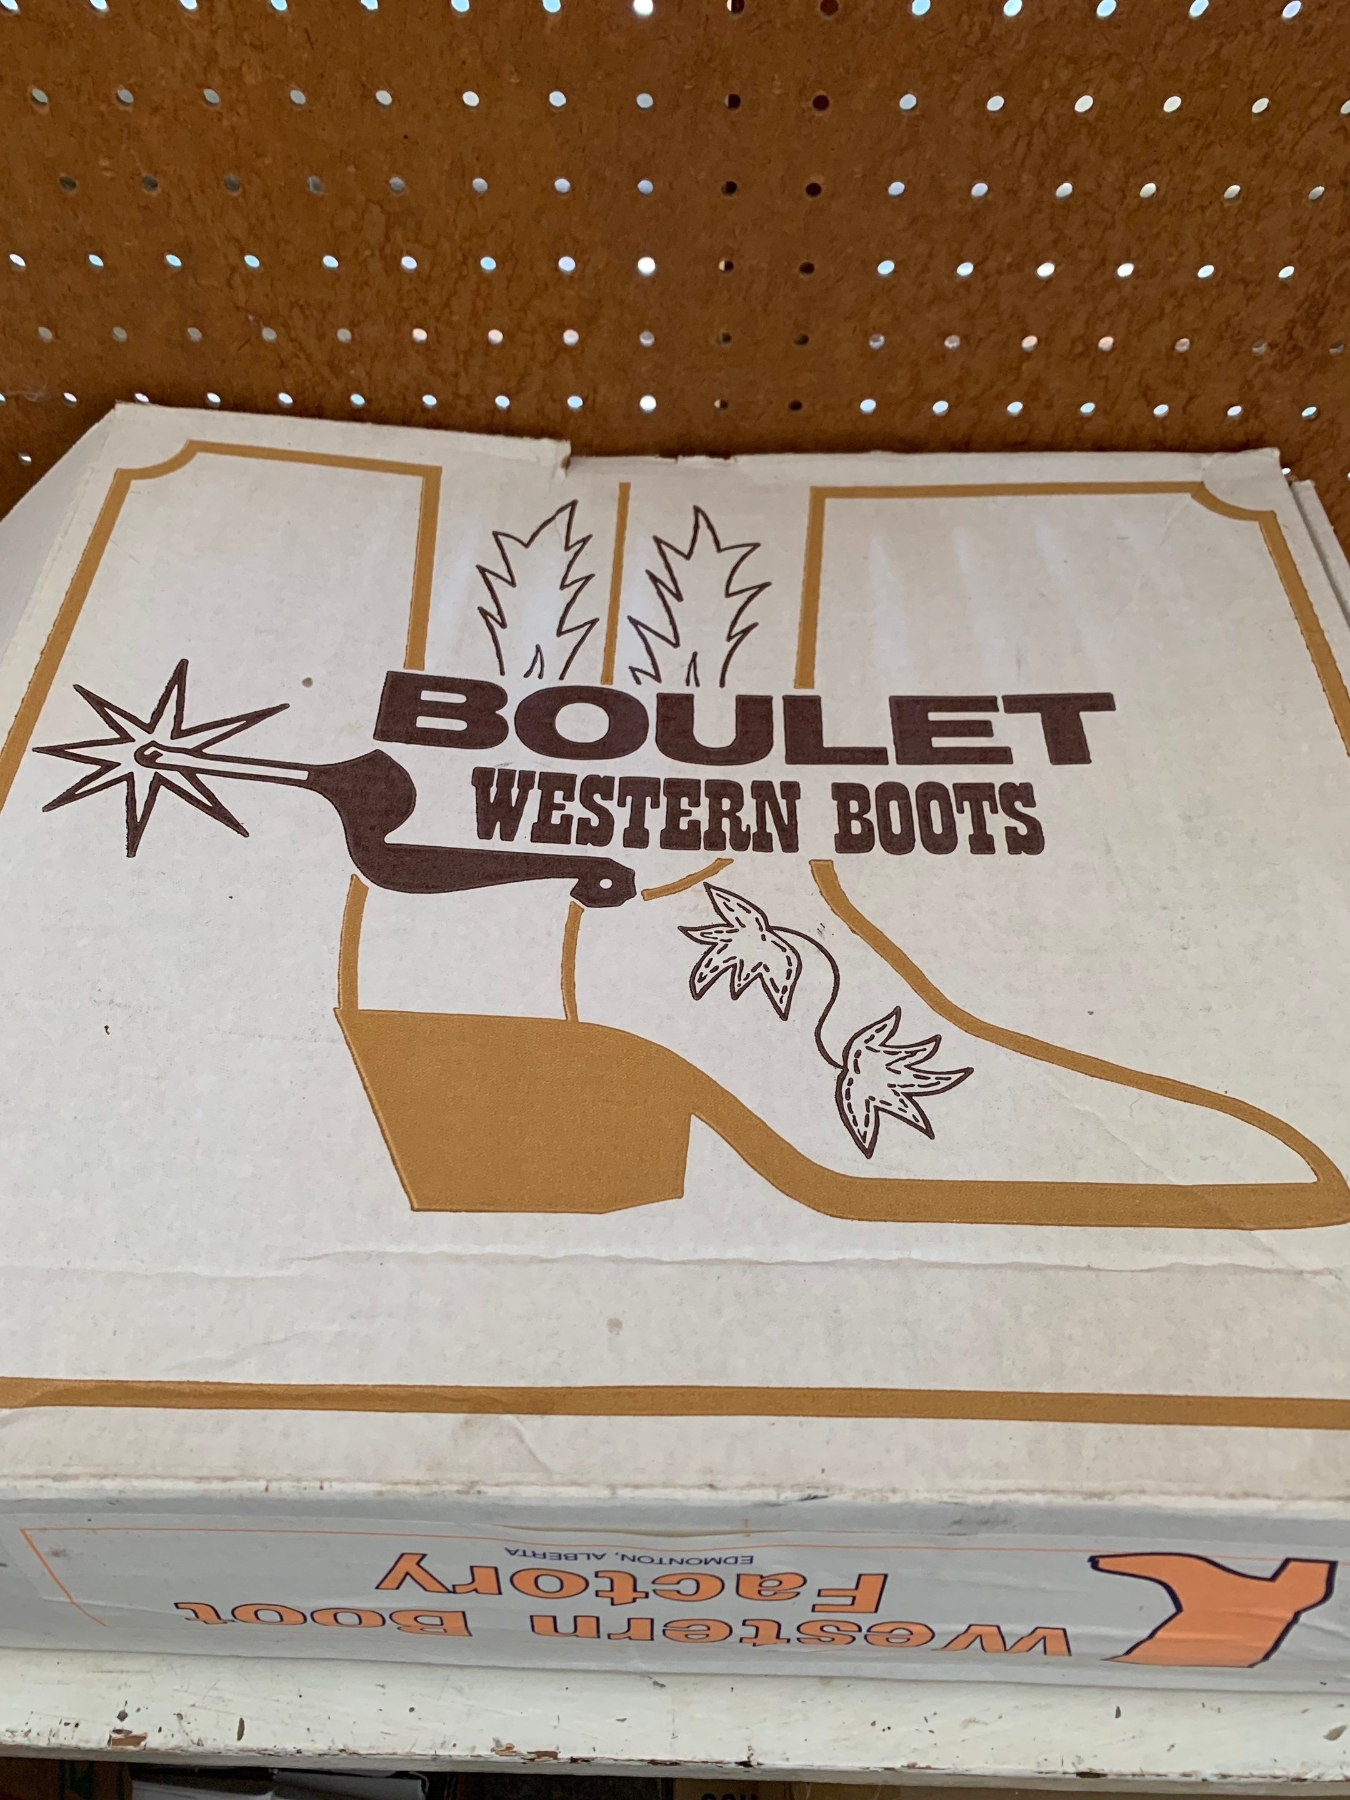 BOULET
WESTERN BOOTS
Western Boot
Factory
EDMONTON, ALBERTA